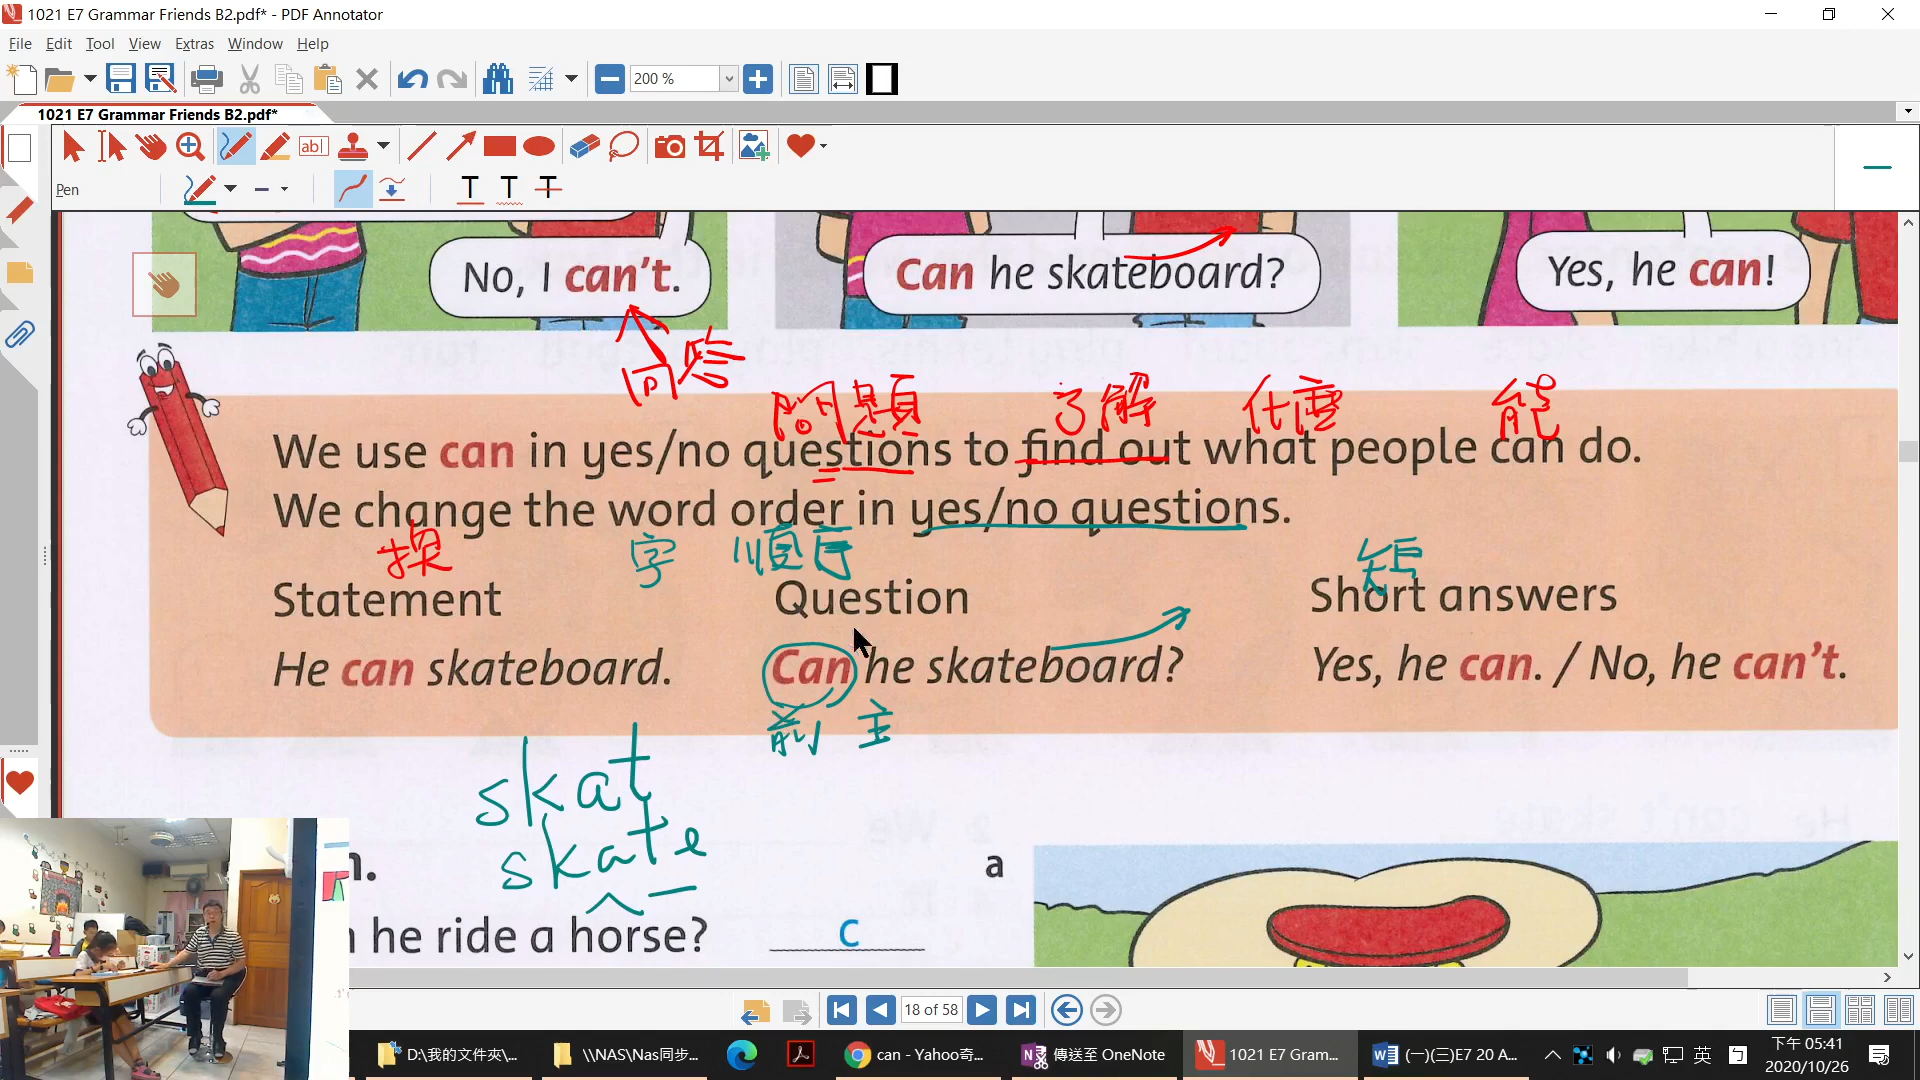 1021 E7 Grammar Friends B2.pdf* - PDF Annotator
File Edit Tool View Extras Window Help
200 %
1021 E7 Grammar Friends B2.pdf*
ab|
Pen
T T T
No, I can't.
Can he skateboard?
Yes, he can!
回答
問題 了解 什麼 能
We use can in yes/no questions to find out what people can do.
We change the word order in yes/no questions.
換 字 順序 短
Statement Question Short answers
He can skateboard. Can he skateboard? Yes, he can. / No, he can't.
前 主
skat
skate
n.
a
he ride a horse? c
18 of 58
D:\我的文件夾\... \\NAS\Nas同步... can - Yahoo奇... 傳送至 OneNote 1021 E7 Gram... (一)(三)E7 20 A... 英 ㄅ 下午 05:41
2020/10/26